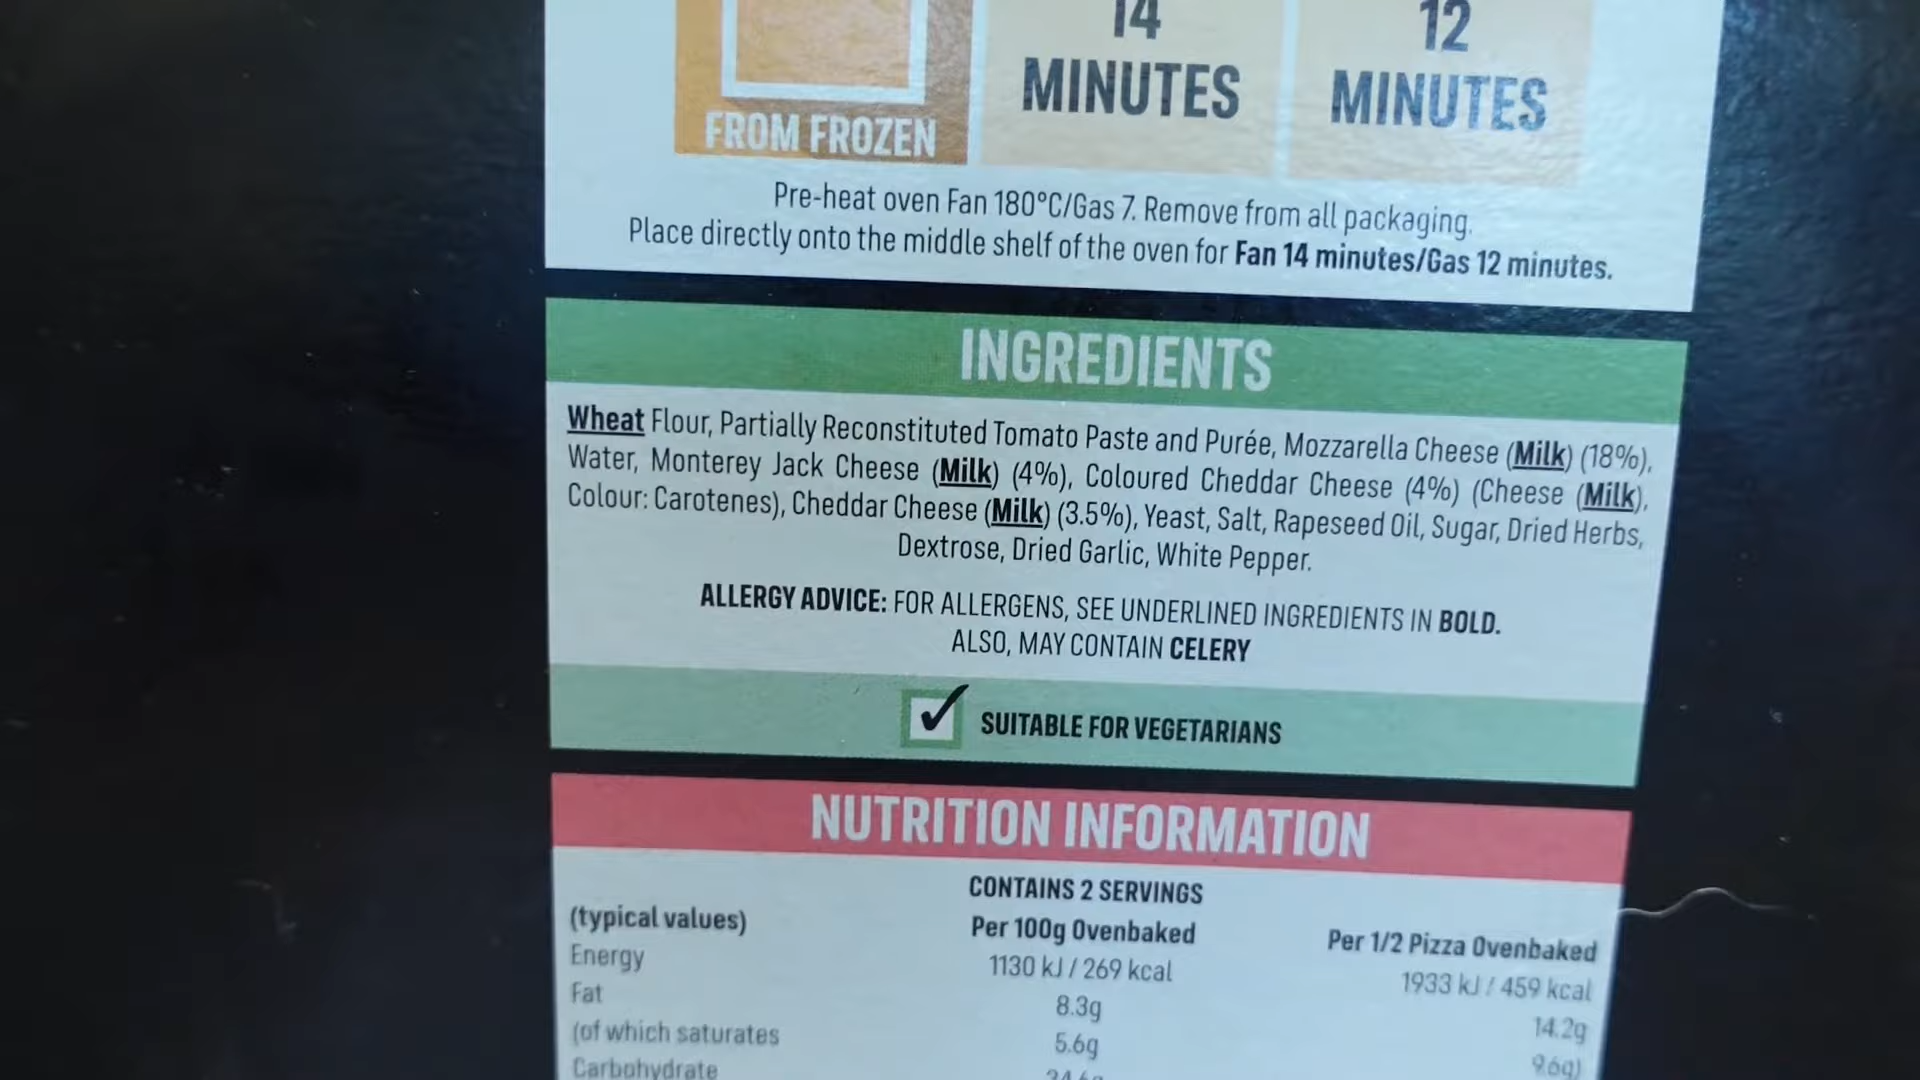 14
MINUTES
12
MINUTES
FROM FROZEN
Pre-heat oven Fan 180°C/Gas 7. Remove from all packaging.
Place directly onto the middle shelf of the oven for Fan 14 minutes/Gas 12 minutes.
INGREDIENTS
Wheat Flour, Partially Reconstituted Tomato Paste and Purée, Mozzarella Cheese (Milk) (18%),
Water, Monterey Jack Cheese (Milk) (4%), Coloured Cheddar Cheese (4%) (Cheese (Milk),
Colour: Carotenes), Cheddar Cheese (Milk) (3.5%), Yeast, Salt, Rapeseed Oil, Sugar, Dried Herbs,
Dextrose, Dried Garlic, White Pepper.
ALLERGY ADVICE: FOR ALLERGENS, SEE UNDERLINED INGREDIENTS IN BOLD.
ALSO, MAY CONTAIN CELERY
SUITABLE FOR VEGETARIANS
NUTRITION INFORMATION
CONTAINS 2 SERVINGS
(typical values) Per 100g Ovenbaked Per 1/2 Pizza Ovenbaked
Energy 1130 kJ / 269 kcal 1933 kJ / 459 kcal
Fat 8.3g 14.2g
(of which saturates 5.6g 9.6g)
Carbohydrate